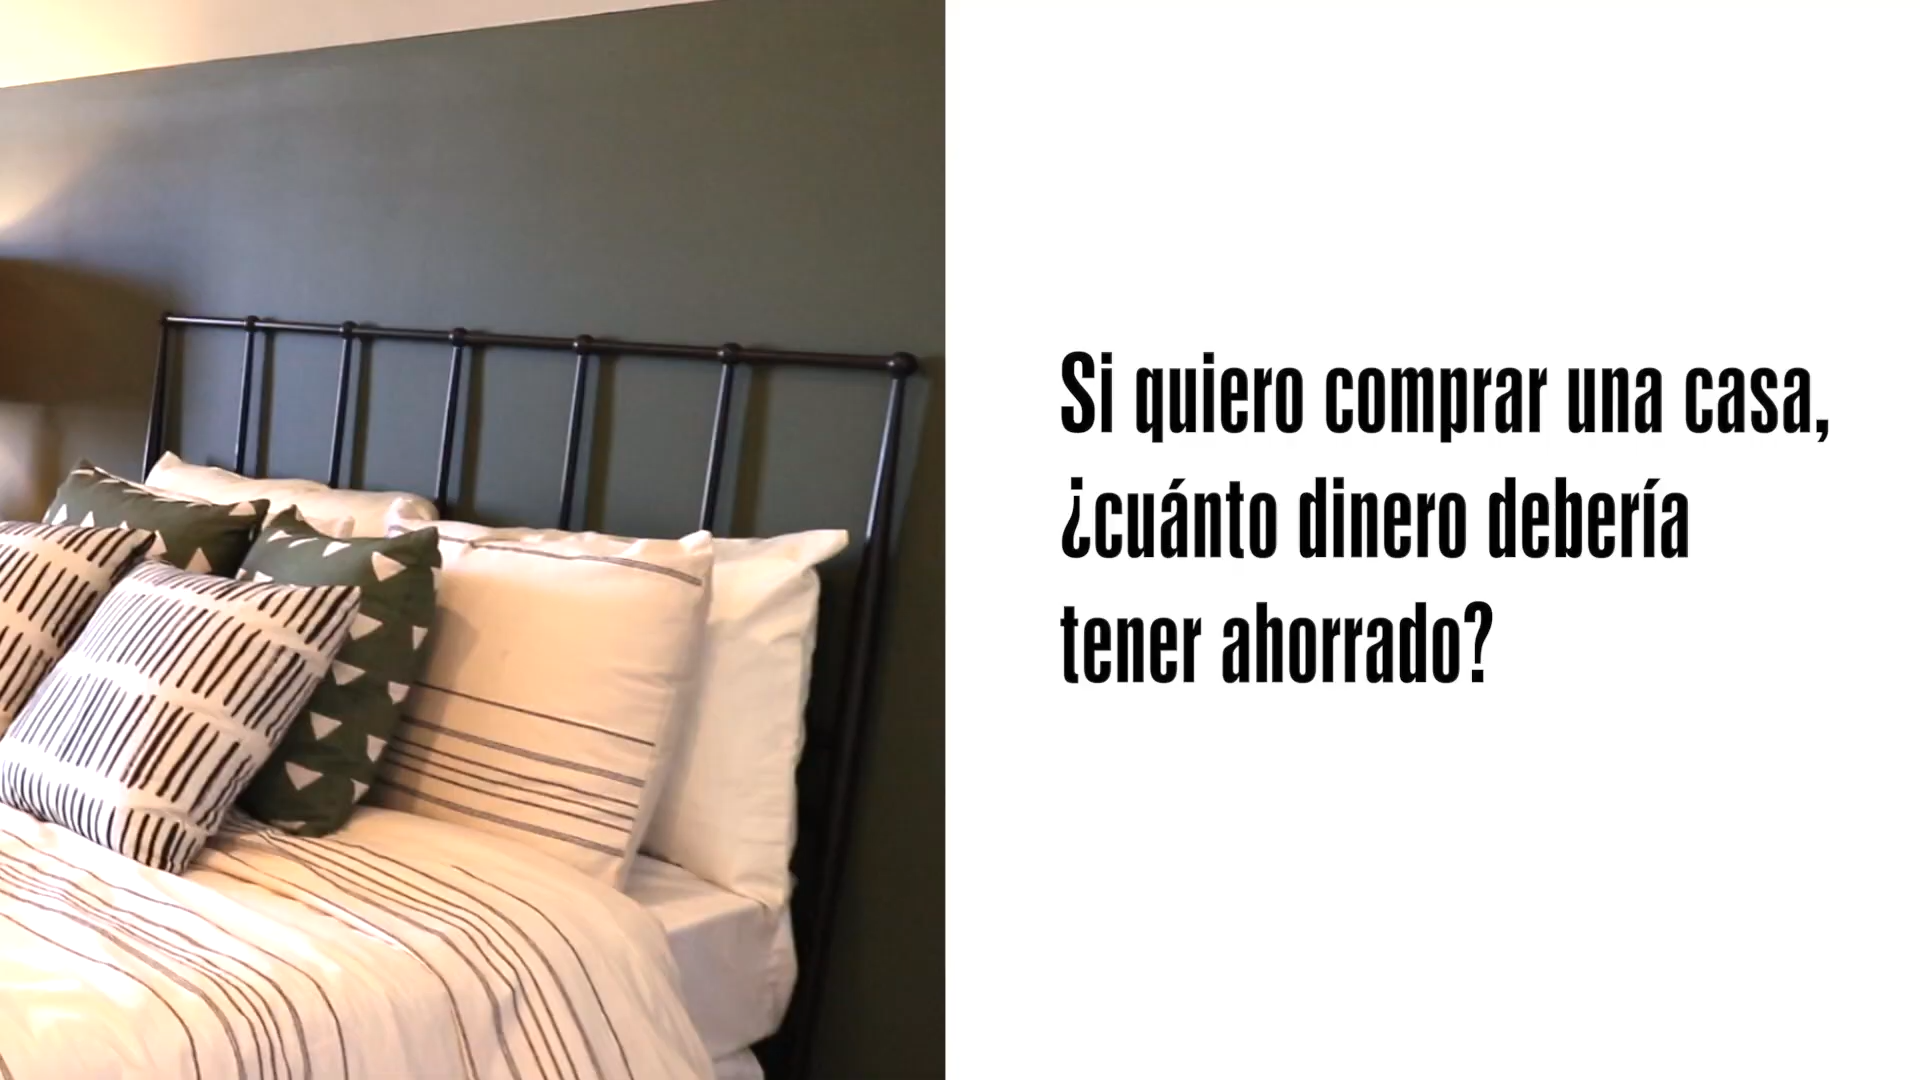 Si quiero comprar una casa,
¿cuánto dinero debería
tener ahorrado?